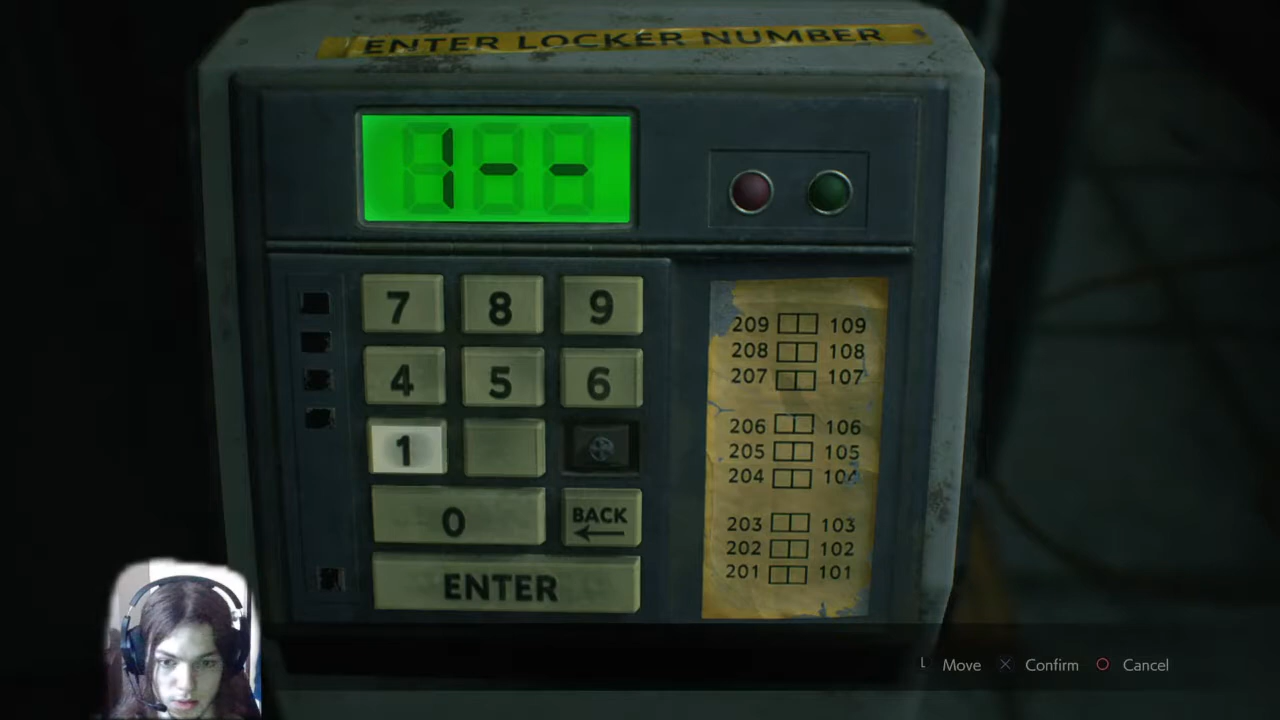 ENTER LOCKER NUMBER
1--
7 8 9
4 5 6
1
0 BACK
ENTER
209 109
208 108
207 107
206 106
205 105
204 104
203 103
202 102
201 101
L Move X Confirm O Cancel